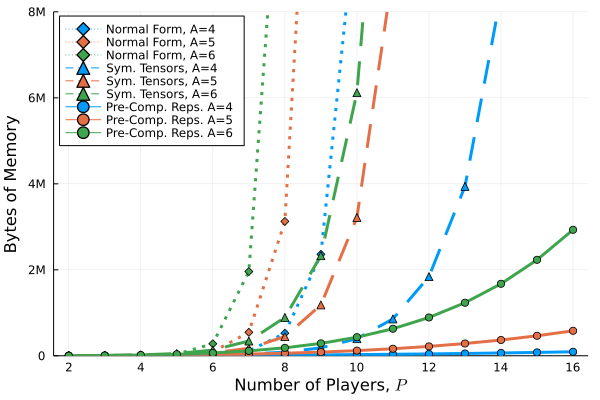 8M
6M
4M
2M
0
Bytes of Memory
Normal Form, A=4
Normal Form, A=5
Normal Form, A=6
Sym. Tensors, A=4
Sym. Tensors, A=5
Sym. Tensors, A=6
Pre-Comp. Reps. A=4
Pre-Comp. Reps. A=5
Pre-Comp. Reps. A=6
2 4 6 8 10 12 14 16
Number of Players, P